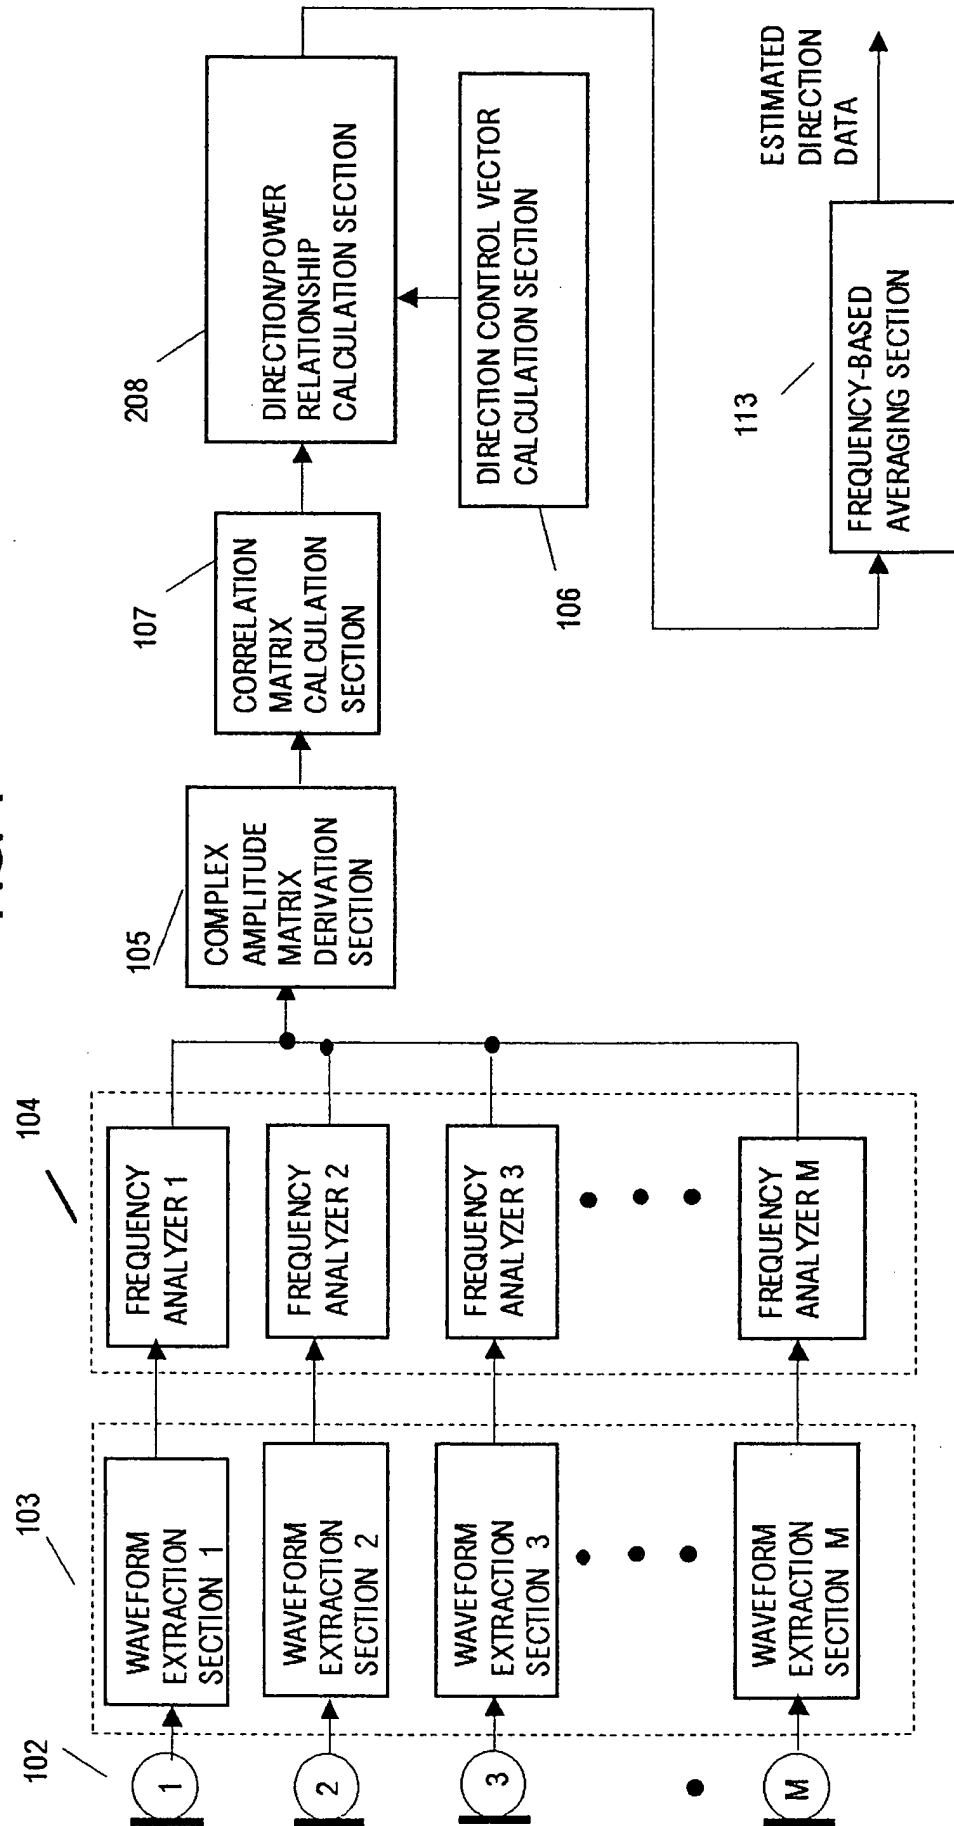 102
1
2
3
M
103
WAVEFORM
EXTRACTION
SECTION 1
WAVEFORM
EXTRACTION
SECTION 2
WAVEFORM
EXTRACTION
SECTION 3
WAVEFORM
EXTRACTION
SECTION M
104
FREQUENCY
ANALYZER 1
FREQUENCY
ANALYZER 2
FREQUENCY
ANALYZER 3
FREQUENCY
ANALYZER M
105
COMPLEX
AMPLITUDE
MATRIX
DERIVATION
SECTION
107
CORRELATION
MATRIX
CALCULATION
SECTION
208
DIRECTION/POWER
RELATIONSHIP
CALCULATION SECTION
106
DIRECTION CONTROL VECTOR
CALCULATION SECTION
113
FREQUENCY-BASED
AVERAGING SECTION
ESTIMATED
DIRECTION
DATA